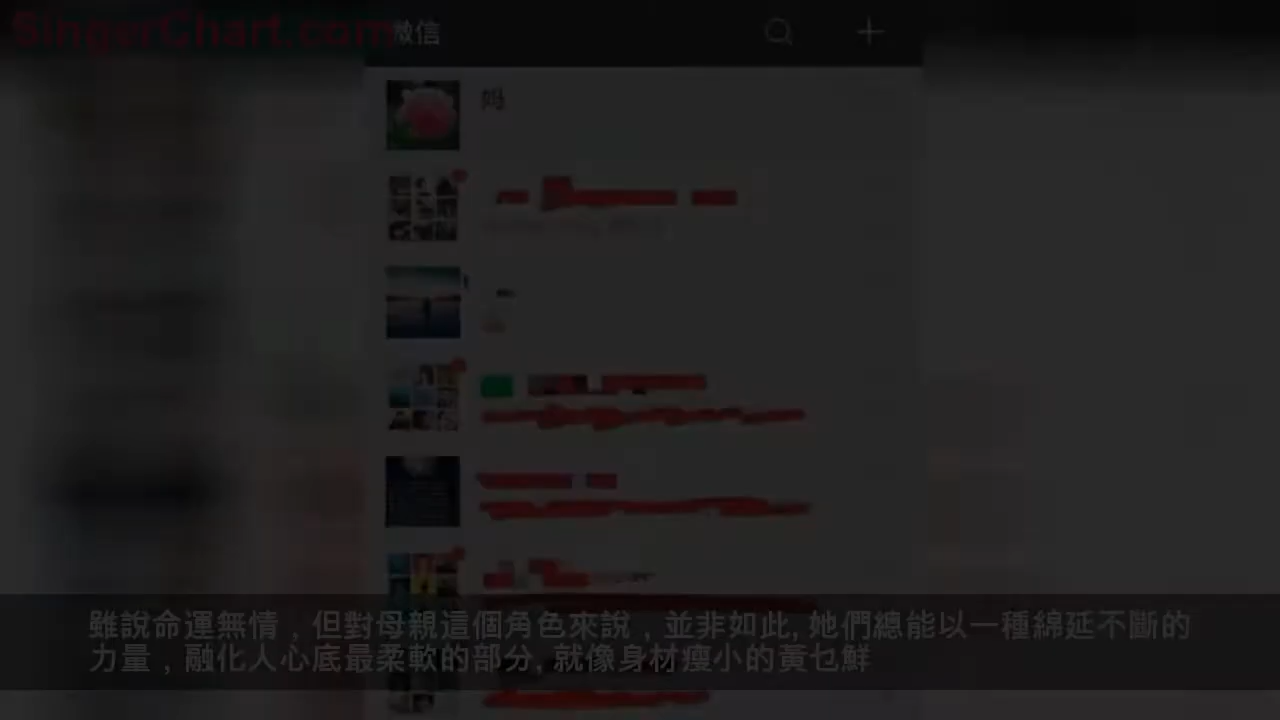 SingerChart.com
微信
妈
雖說命運無情，但對母親這個角色來說，並非如此, 她們總能以一種綿延不斷的
力量，融化人心底最柔軟的部分, 就像身材瘦小的黃乜鮮